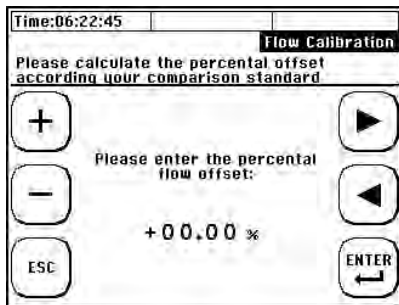 Time:06:22:45
Flow Calibration
Please calculate the percental offset
according your comparison standard
+
Please enter the percental
flow offset:
−
+00.00 %
ESC
ENTER